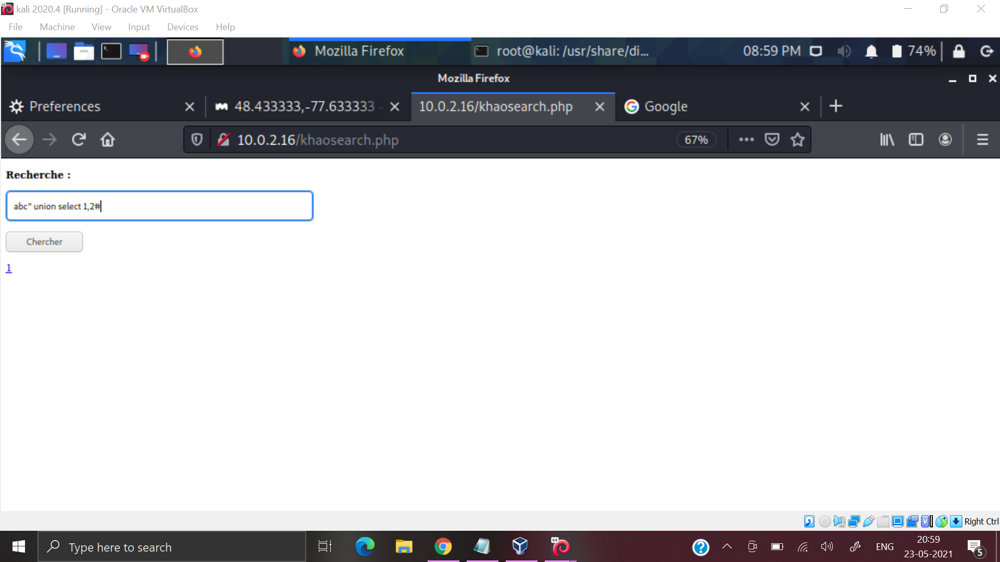 kali 2020.4 [Running] - Oracle VM VirtualBox
File Machine View Input Devices Help
Mozilla Firefox root@kali: /usr/share/di... 08:59 PM 74%
Mozilla Firefox
Preferences 48.433333,-77.633333 - 10.0.2.16/khaosearch.php Google
10.0.2.16/khaosearch.php 67%
Recherche :
abc" union select 1,2#
Chercher
1
Right Ctrl
Type here to search 64 ENG 20:59
23-05-2021 5